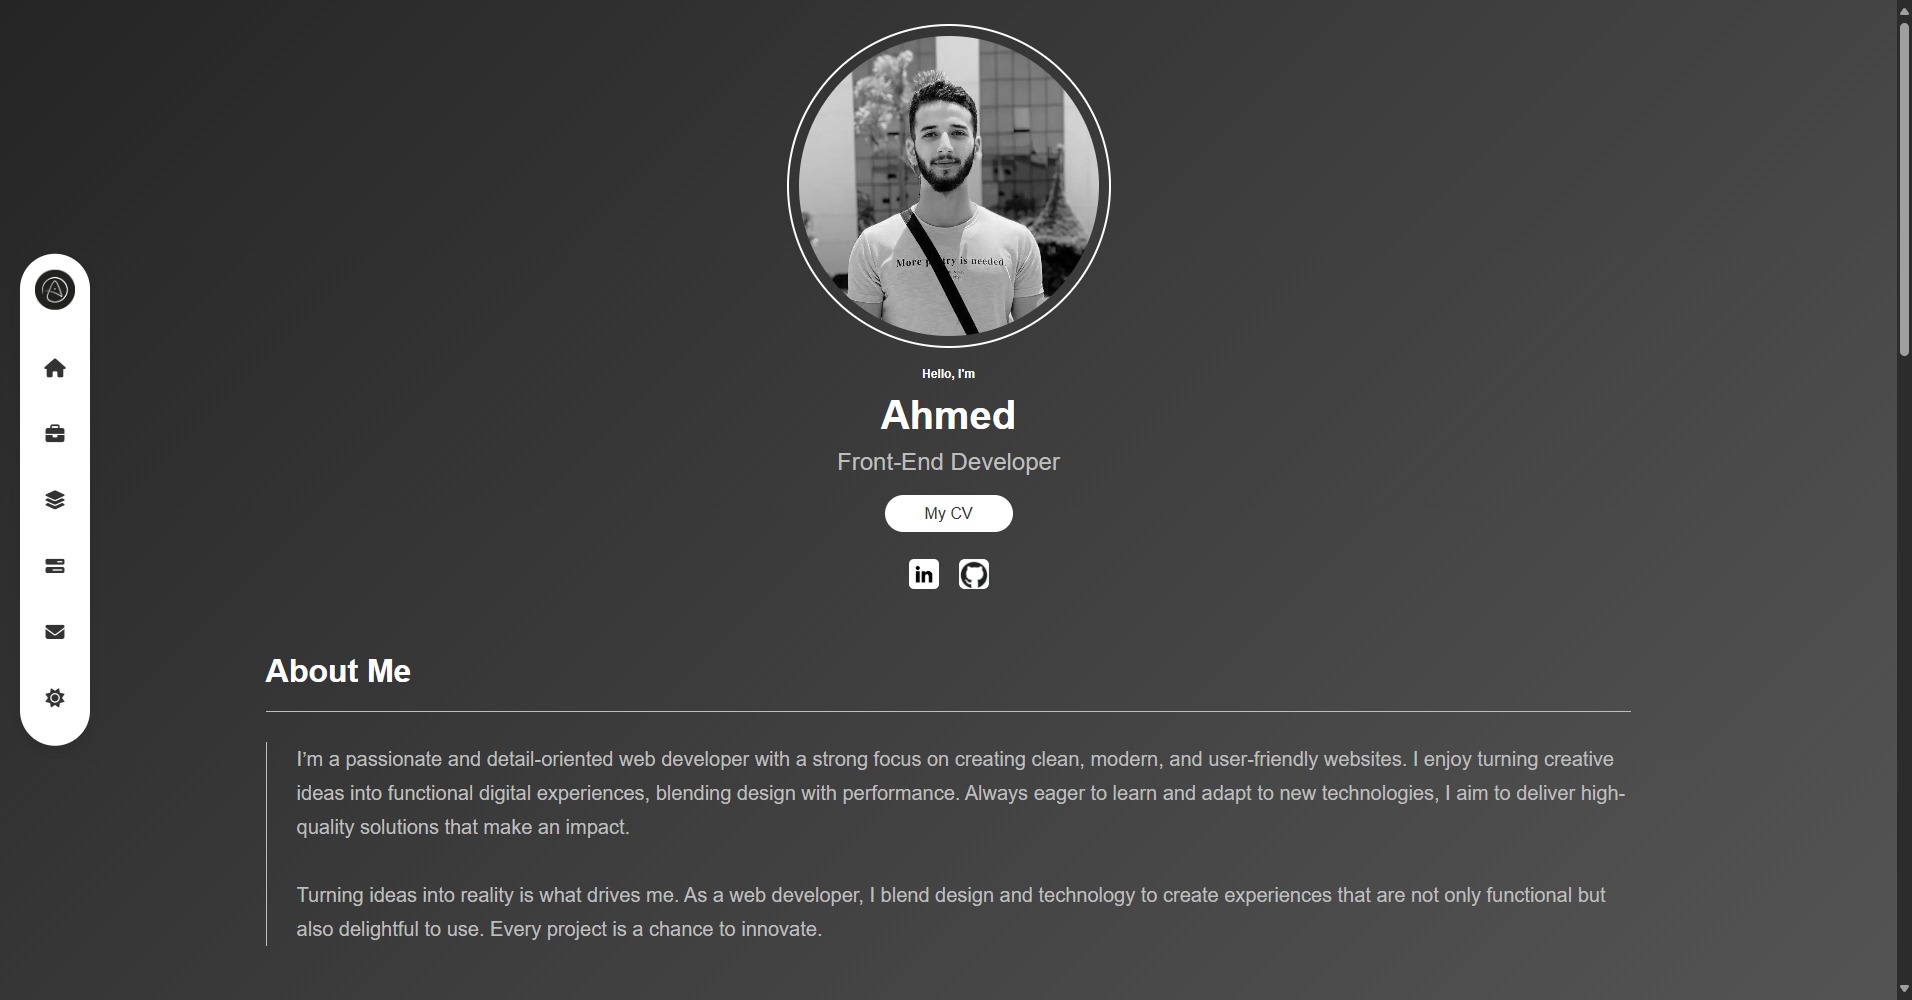 More is needed.
Hello, I'm
Ahmed
Front-End Developer
My CV
in
About Me
I’m a passionate and detail-oriented web developer with a strong focus on creating clean, modern, and user-friendly websites. I enjoy turning creative
ideas into functional digital experiences, blending design with performance. Always eager to learn and adapt to new technologies, I aim to deliver high-
quality solutions that make an impact.
Turning ideas into reality is what drives me. As a web developer, I blend design and technology to create experiences that are not only functional but
also delightful to use. Every project is a chance to innovate.